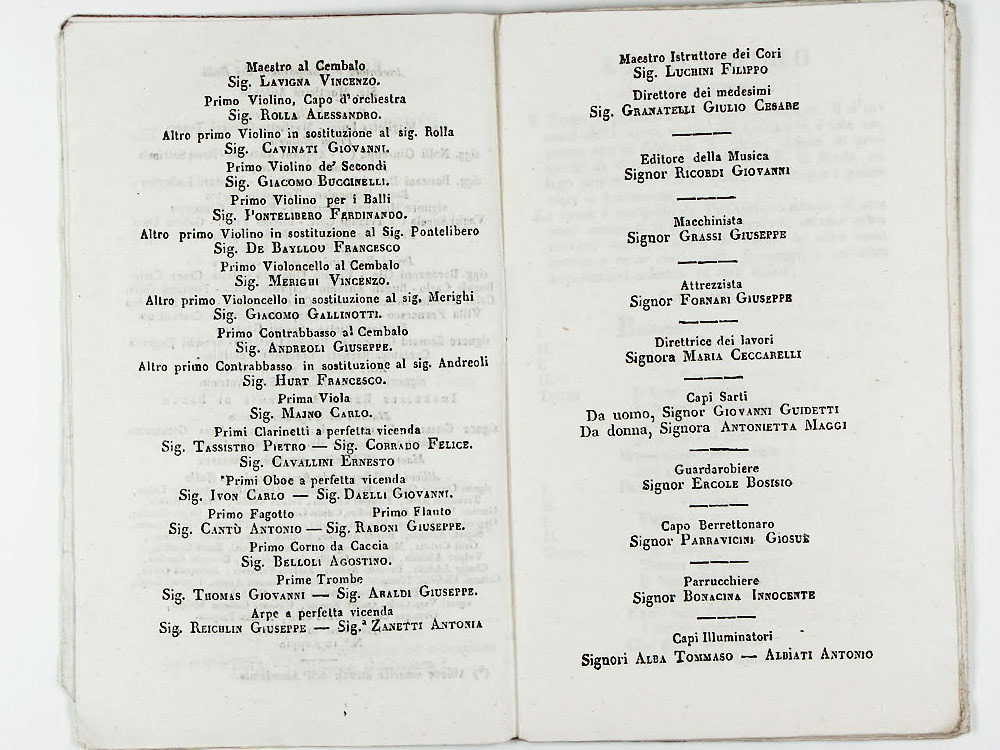 Maestro al Cembalo
Sig. Lavigna Vincenzo.
Primo Violino, Capo d'orchestra
Sig. Rolla Alessandro.
Altro primo Violino in sostituzione al sig. Rolla
Sig. Cavinati Giovanni.
Primo Violino de' Secondi
Sig. Giacomo Buccinelli.
Primo Violino per i Balli
Sig. Pontelibero Ferdinando.
Altro primo Violino in sostituzione al Sig. Pontelibero
Sig. De Bayllou Francesco
Primo Violoncello al Cembalo
Sig. Merighi Vincenzo.
Altro primo Violoncello in sostituzione al sig. Merighi
Sig. Giacomo Gallinotti.
Primo Contrabbasso al Cembalo
Sig. Andreoli Giuseppe.
Altro primo Contrabbasso in sostituzione al sig. Andreoli
Sig. Hurt Francesco.
Prima Viola
Sig. Majno Carlo.
Primi Clarinetti a perfetta vicenda
Sig. Tassistro Pietro — Sig. Corrado Felice.
Sig. Cavallini Ernesto
Primi Oboe a perfetta vicenda
Sig. Ivon Carlo — Sig. Daelli Giovanni.
Primo Fagotto Primo Flauto
Sig. Cantù Antonio — Sig. Raboni Giuseppe.
Primo Corno da Caccia
Sig. Belloli Agostino.
Prime Trombe
Sig. Thomas Giovanni — Sig. Araldi Giuseppe.
Arpe a perfetta vicenda
Sig. Reichlin Giuseppe — Sig.ª Zanetti Antonia
Maestro Istruttore dei Cori
Sig. Luchini Filippo
Direttore dei medesimi
Sig. Granatelli Giulio Cesare
Editore della Musica
Signor Ricordi Giovanni
Macchinista
Signor Grassi Giuseppe
Attrezzista
Signor Fornari Giuseppe
Direttrice dei lavori
Signora Maria Ceccarelli
Capi Sarti
Da uomo, Signor Giovanni Guidetti
Da donna, Signora Antonietta Maggi
Guardarobiere
Signor Ercole Bosisio
Capo Berrettonaro
Signor Parravicini Giosuè
Parrucchiere
Signor Bonacina Innocente
Capi Illuminatori
Signori Alba Tommaso — Albiati Antonio